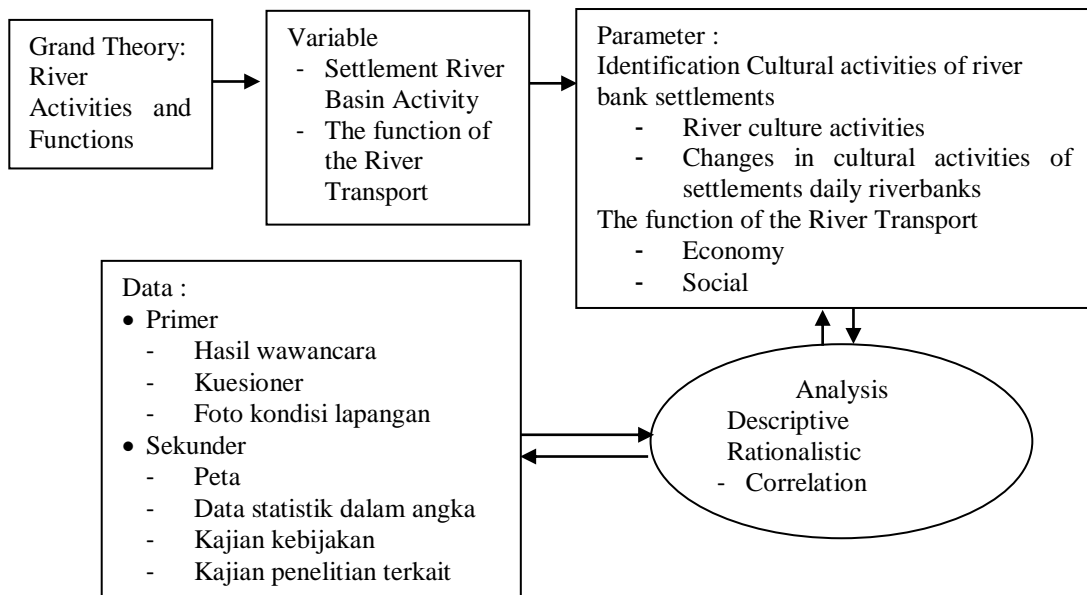 Grand Theory:
River
Activities and
Functions
Variable
- Settlement River
Basin Activity
- The function of
the River
Transport
Parameter :
Identification Cultural activities of river
bank settlements
- River culture activities
- Changes in cultural activities of
settlements daily riverbanks
The function of the River Transport
- Economy
- Social
Data :
• Primer
- Hasil wawancara
- Kuesioner
- Foto kondisi lapangan
• Sekunder
- Peta
- Data statistik dalam angka
- Kajian kebijakan
- Kajian penelitian terkait
Analysis
Descriptive
Rationalistic
- Correlation